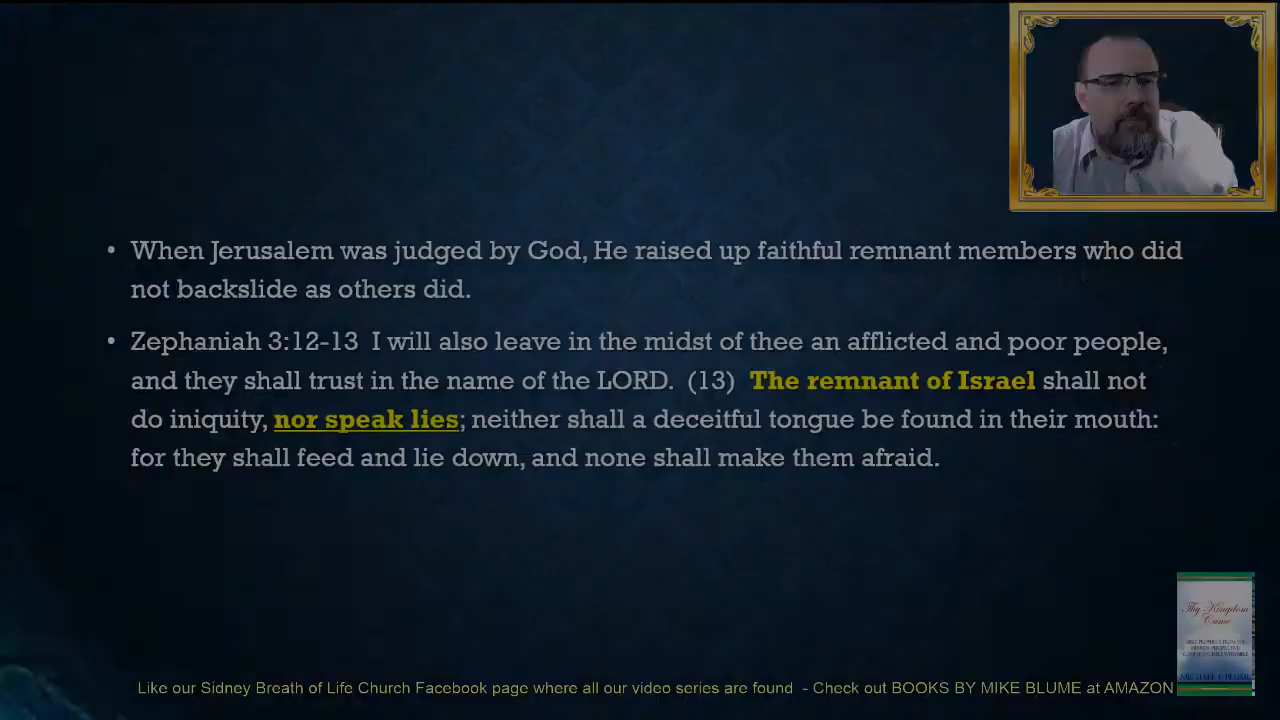 When Jerusalem was judged by God, He raised up faithful remnant members who did
not backslide as others did.
Zephaniah 3:12-13 I will also leave in the midst of thee an afflicted and poor people,
and they shall trust in the name of the LORD. (13) The remnant of Israel shall not
do iniquity, nor speak lies; neither shall a deceitful tongue be found in their mouth:
for they shall feed and lie down, and none shall make them afraid.
Thy Kingdom
Came
Like our Sidney Breath of Life Church Facebook page where all our video series are found - Check out BOOKS BY MIKE BLUME at AMAZON